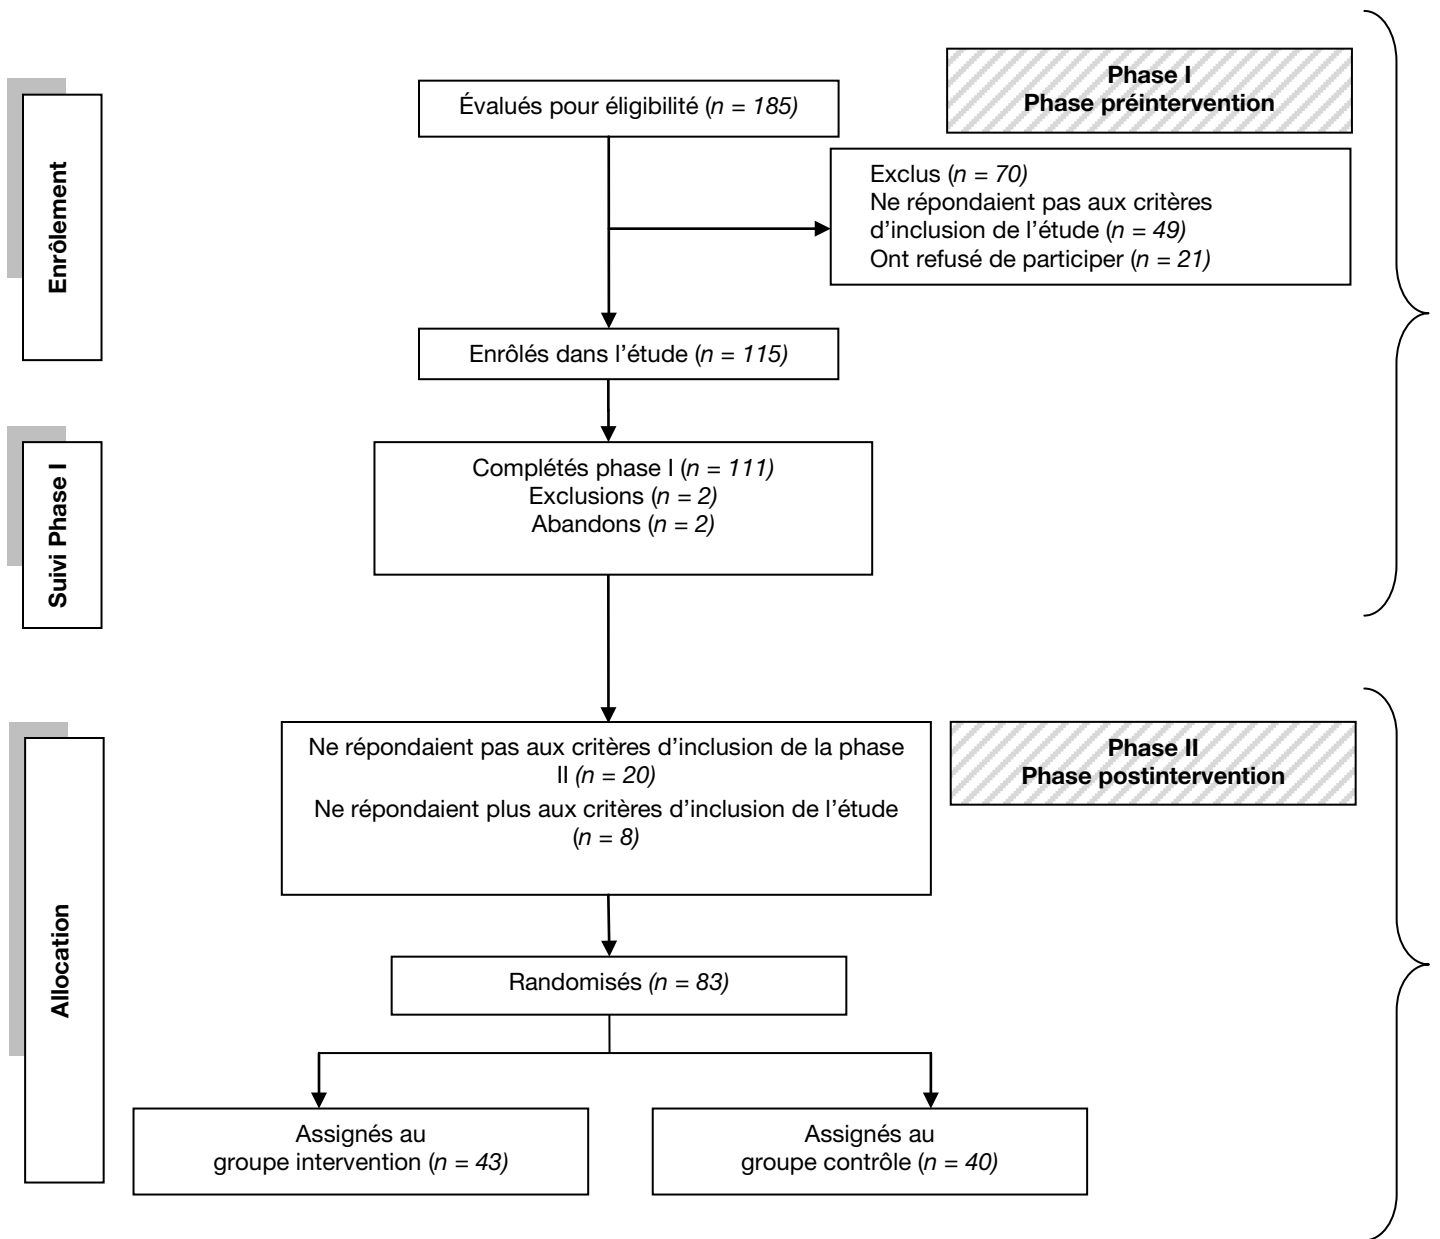 Phase I
Phase préintervention
Évalués pour éligibilité (n = 185)
Enrôlement
Exclus (n = 70)
Ne répondaient pas aux critères
d’inclusion de l’étude (n = 49)
Ont refusé de participer (n = 21)
Enrôlés dans l’étude (n = 115)
Suivi Phase I
Complétés phase I (n = 111)
Exclusions (n = 2)
Abandons (n = 2)
Phase II
Phase postintervention
Allocation
Ne répondaient pas aux critères d’inclusion de la phase
II (n = 20)
Ne répondaient plus aux critères d’inclusion de l’étude
(n = 8)
Randomisés (n = 83)
Assignés au
groupe intervention (n = 43)
Assignés au
groupe contrôle (n = 40)